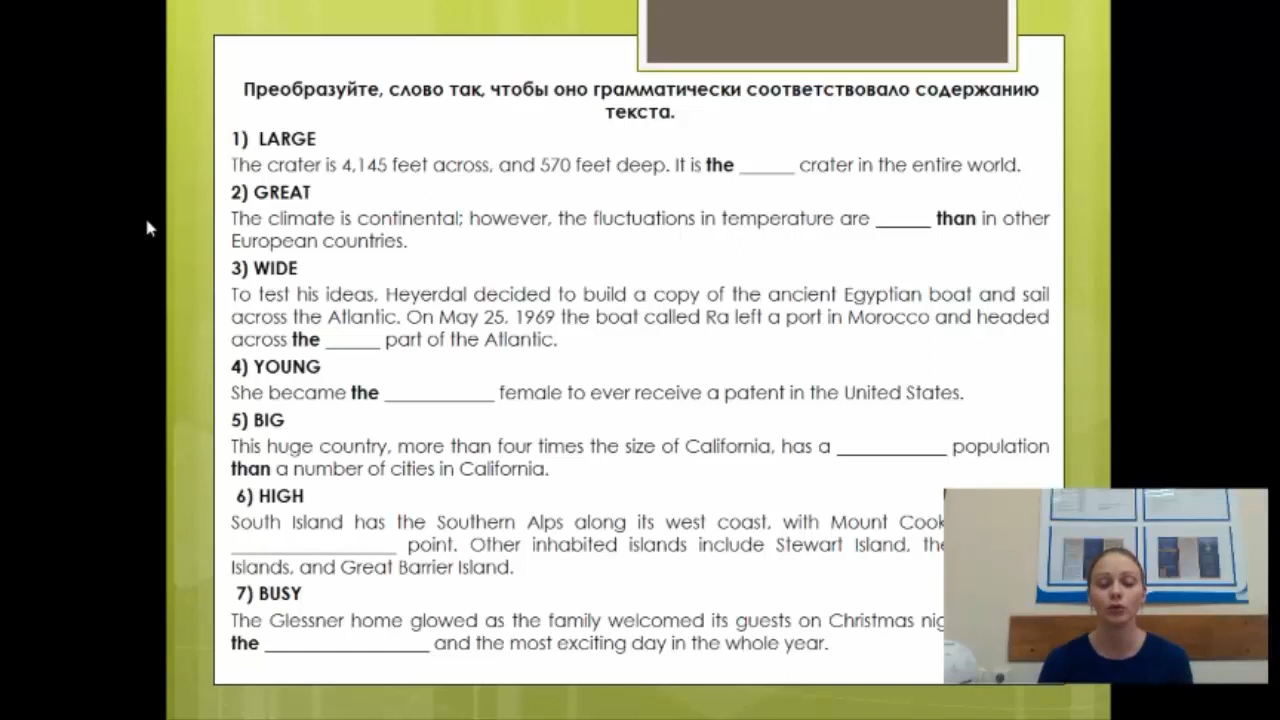 Преобразуйте, слово так, чтобы оно грамматически соответствовало содержанию
текста.
1) LARGE
The crater is 4,145 feet across, and 570 feet deep. It is the ______ crater in the entire world.
2) GREAT
The climate is continental; however, the fluctuations in temperature are ______ than in other
European countries.
3) WIDE
To test his ideas, Heyerdal decided to build a copy of the ancient Egyptian boat and sail
across the Atlantic. On May 25, 1969 the boat called Ra left a port in Morocco and headed
across the ______ part of the Atlantic.
4) YOUNG
She became the ____________ female to ever receive a patent in the United States.
5) BIG
This huge country, more than four times the size of California, has a ____________ population
than a number of cities in California.
6) HIGH
South Island has the Southern Alps along its west coast, with Mount Cook
__________________ point. Other inhabited islands include Stewart Island, the
Islands, and Great Barrier Island.
7) BUSY
The Glessner home glowed as the family welcomed its guests on Christmas nig
the __________________ and the most exciting day in the whole year.